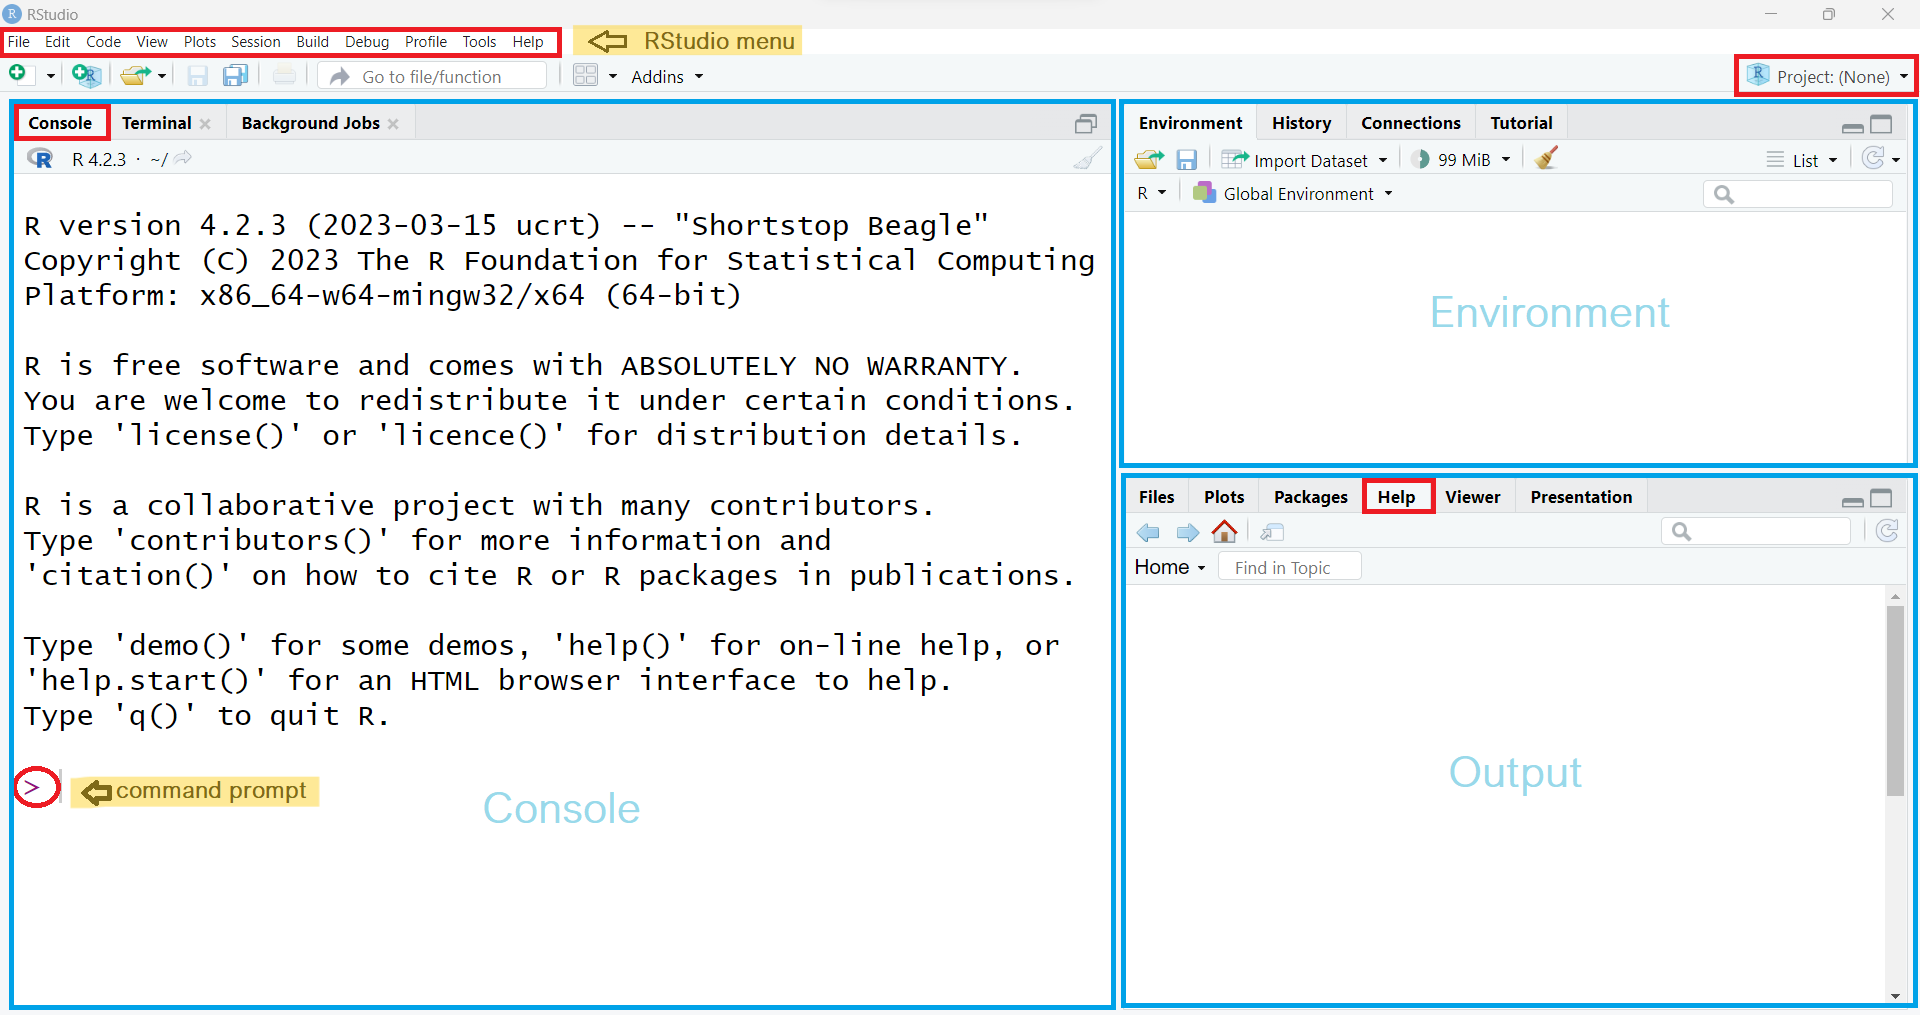 RStudio
File Edit Code View Plots Session Build Debug Profile Tools Help
RStudio menu
Go to file/function
Addins
Project: (None)
Console Terminal Background Jobs
R 4.2.3 · ~/
R version 4.2.3 (2023-03-15 ucrt) -- "Shortstop Beagle"
Copyright (C) 2023 The R Foundation for Statistical Computing
Platform: x86_64-w64-mingw32/x64 (64-bit)
R is free software and comes with ABSOLUTELY NO WARRANTY.
You are welcome to redistribute it under certain conditions.
Type 'license()' or 'licence()' for distribution details.
R is a collaborative project with many contributors.
Type 'contributors()' for more information and
'citation()' on how to cite R or R packages in publications.
Type 'demo()' for some demos, 'help()' for on-line help, or
'help.start()' for an HTML browser interface to help.
Type 'q()' to quit R.
>
command prompt
Console
Environment History Connections Tutorial
Import Dataset 99 MiB List
R Global Environment
Environment
Files Plots Packages Help Viewer Presentation
Home Find in Topic
Output